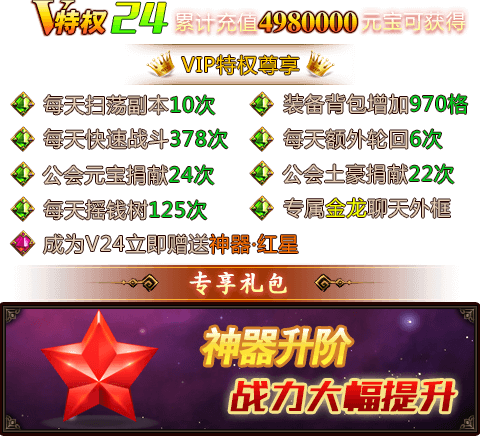 V特权 24 累计充值4980000元宝可获得
VIP特权尊享
每天扫荡副本10次
装备背包增加970格
每天快速战斗378次
每天额外轮回6次
公会元宝捐献24次
公会土豪捐献22次
每天摇钱树125次
专属金龙聊天外框
成为V24立即赠送神器·红星
专享礼包
神器升阶
战力大幅提升